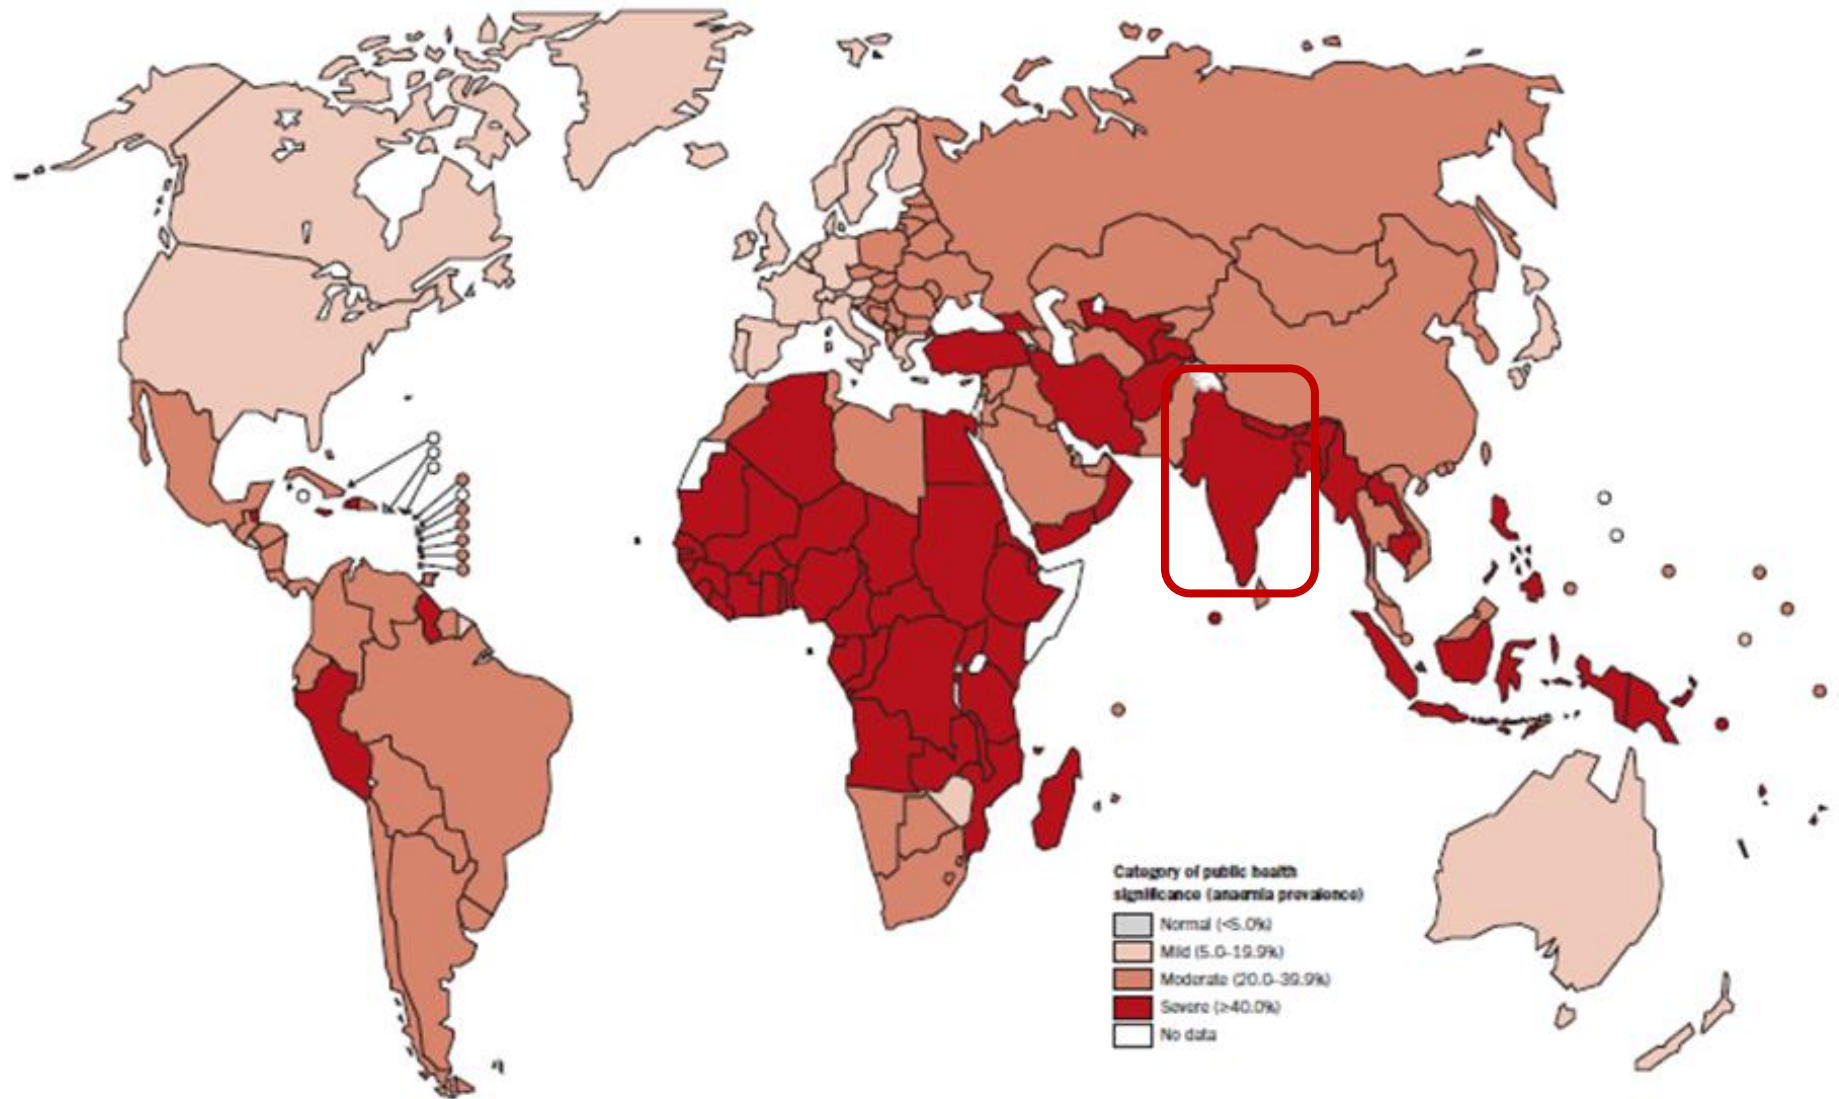 Category of public health
significance (anaemia prevalence)
Normal (<5.0%)
Mild (5.0–19.9%)
Moderate (20.0–39.9%)
Severe (≥40.0%)
No data